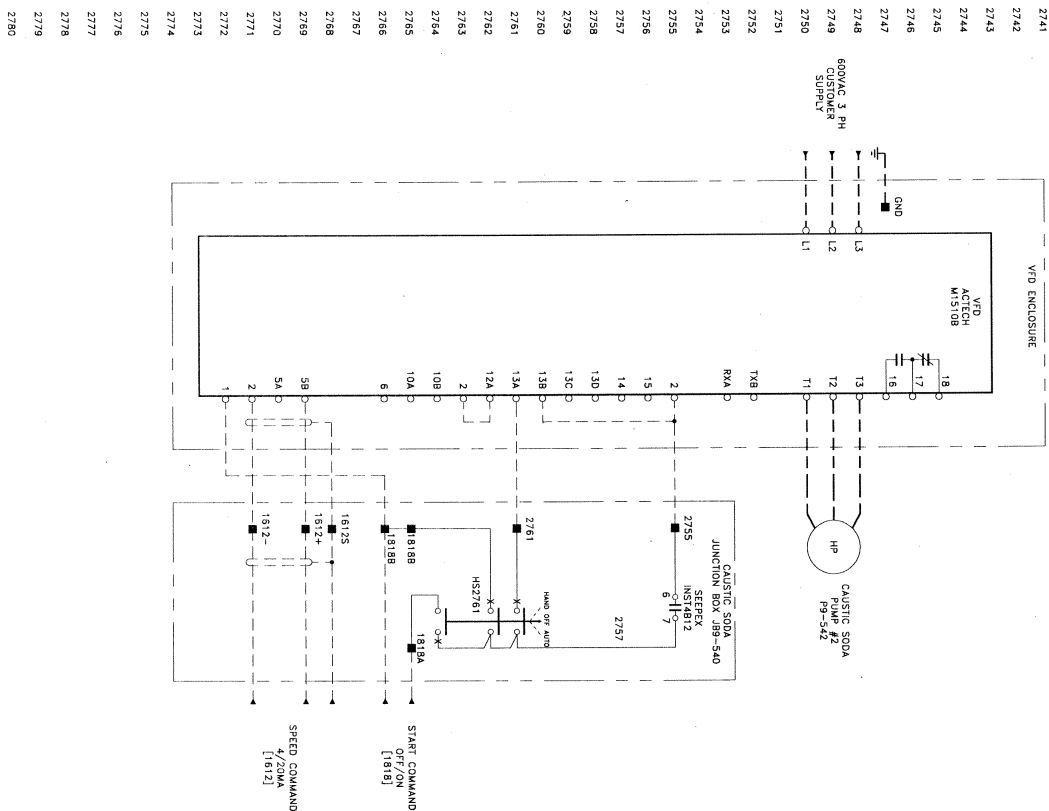 2741
2742
2743
2744
2745
2746
2747
2748
2749
2750
2751
2752
2753
2754
2755
2756
2757
2758
2759
2760
2761
2762
2763
2764
2765
2766
2767
2768
2769
2770
2771
2772
2773
2774
2775
2776
2777
2778
2779
2780
600VAC 3 PH
CUSTOMER
SUPPLY
GND
L3
L2
L1
VFD ENCLOSURE
VFD
ACTECH
M1510B
18
17
16
T3
T2
T1
TXB
RXA
2
15
14
13D
13C
13B
13A
12A
2
10B
10A
6
5B
5A
2
1
HP
CAUSTIC SODA
PUMP #2
P9-542
CAUSTIC SODA
JUNCTION BOX JB9-540
SEEPEX
INST4B12
6
7
2755
2757
2761
HAND OFF AUTO
X
X
X
HS2761
1818B
1818B
1818A
1612S
1612+
1612-
START COMMAND
OFF/ON
[1818]
SPEED COMMAND
4/20MA
[1612]